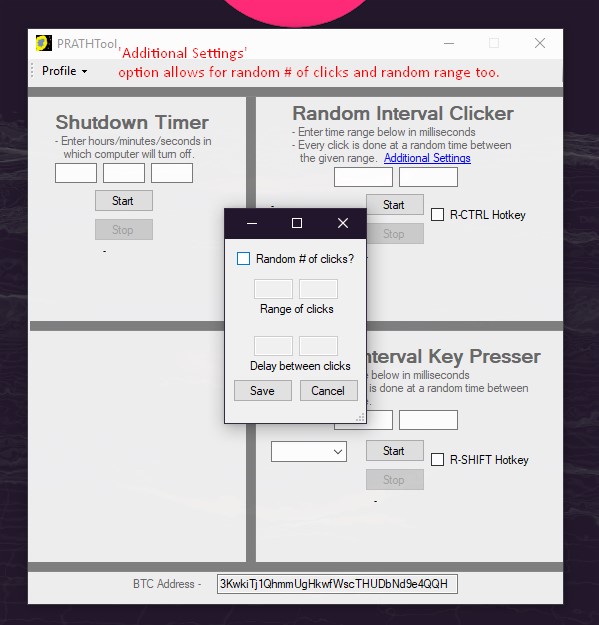 PRATHTool
'Additional Settings'
option allows for random # of clicks and random range too.
Profile
Shutdown Timer
- Enter hours/minutes/seconds in
which computer will turn off.
Start
Stop
-
Random Interval Clicker
- Enter time range below in milliseconds
- Every click is done at a random time between
the given range. Additional Settings
-
Start
R-CTRL Hotkey
Stop
Random # of clicks?
Range of clicks
Delay between clicks
Save Cancel
nterval Key Presser
e below in milliseconds
is done at a random time between
Start
R-SHIFT Hotkey
Stop
-
BTC Address - 3KwkiTj1QhmmUgHkwfWscTHUDbNd9e4QQH